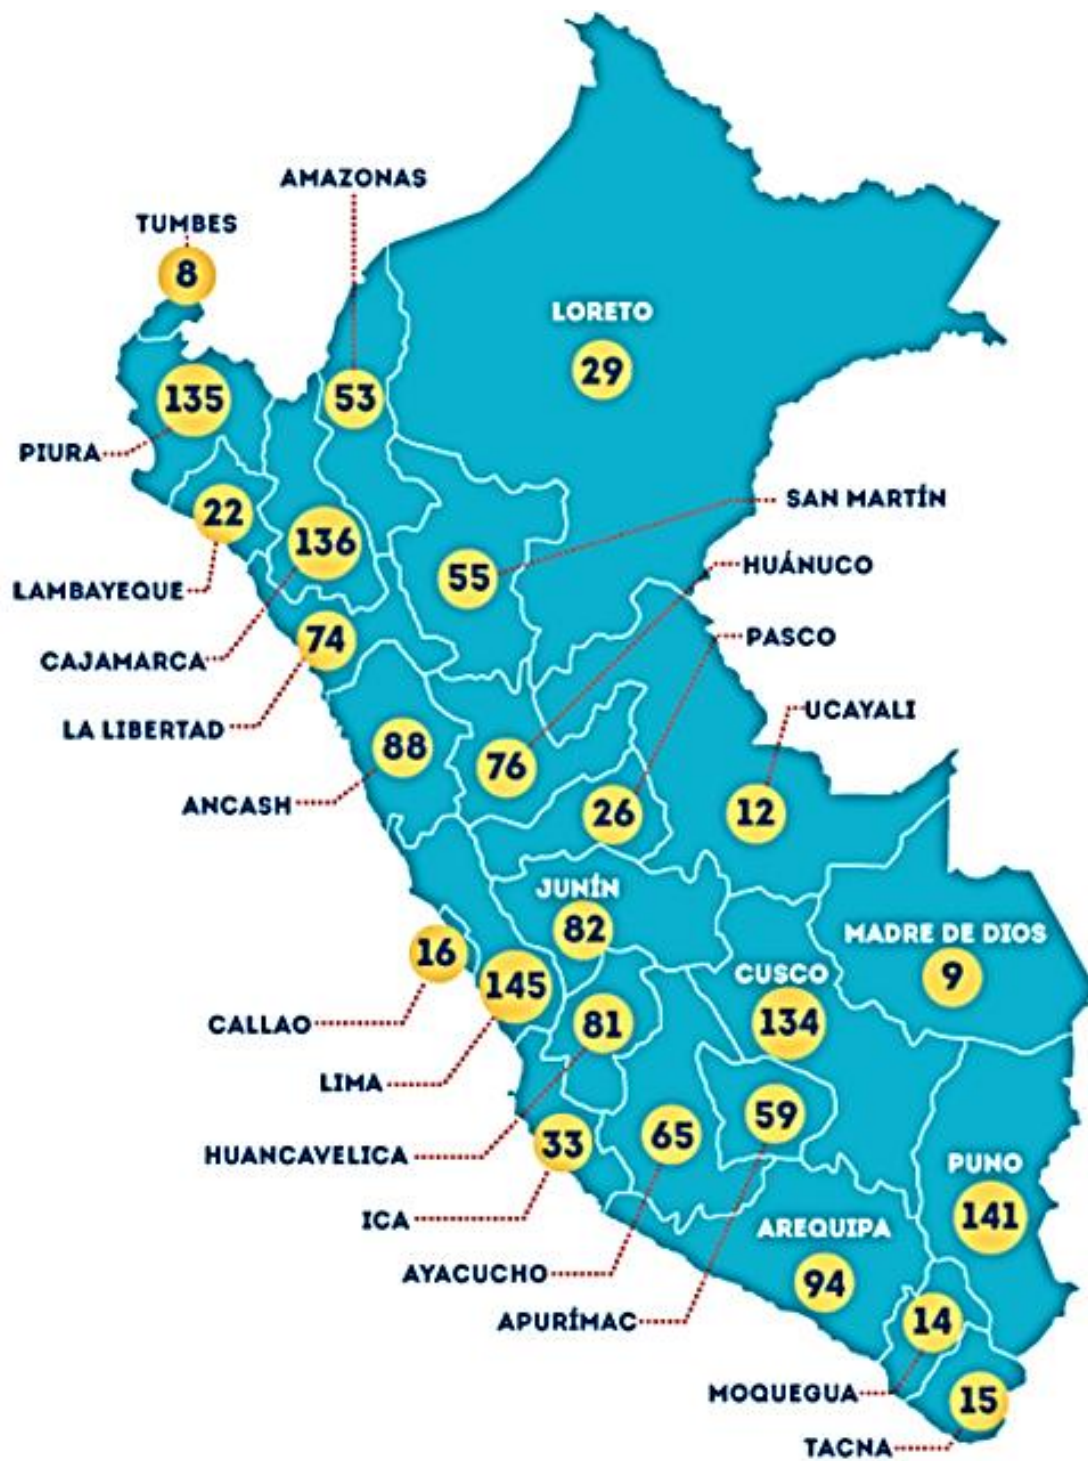 AMAZONAS
TUMBES
8
LORETO
29
53
135
PIURA
SAN MARTÍN
22
136
HUÁNUCO
55
LAMBAYEQUE
PASCO
74
CAJAMARCA
UCAYALI
LA LIBERTAD
88
76
ANCASH
26
12
JUNÍN
82
MADRE DE DIOS
16
CUSCO
9
145
CALLAO
81
134
LIMA
59
65
33
HUANCAVELICA
PUNO
ICA
141
AREQUIPA
AYACUCHO
94
APURÍMAC
14
MOQUEGUA
15
TACNA